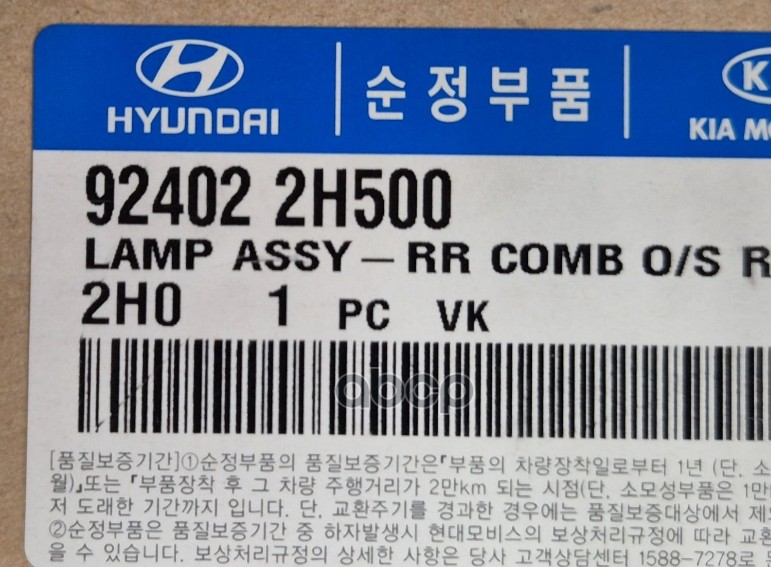 HYUNDAI 순정부품 KIA
92402 2H500
LAMP ASSY-RR COMB O/S R
2H0 1 PC VK
abcp
[품질보증기간]①순정부품의 품질보증기간은『부품의 차량장착일로부터 1년 (단, 소
월)』또는 『부품장착 후 그 차량 주행거리가 2만km 되는 시점(단, 소모성부품은 1만
저 도래한 기간까지 입니다. 단, 교환주기를 경과한 경우에는 품질보증대상에서 제
②순정부품은 품질보증기간 중 하자발생시 현대모비스의 보상처리규정에 따라 교환
을 수 있습니다. 보상처리규정의 상세한 사항은 당사 고객상담센터 1588-7278로